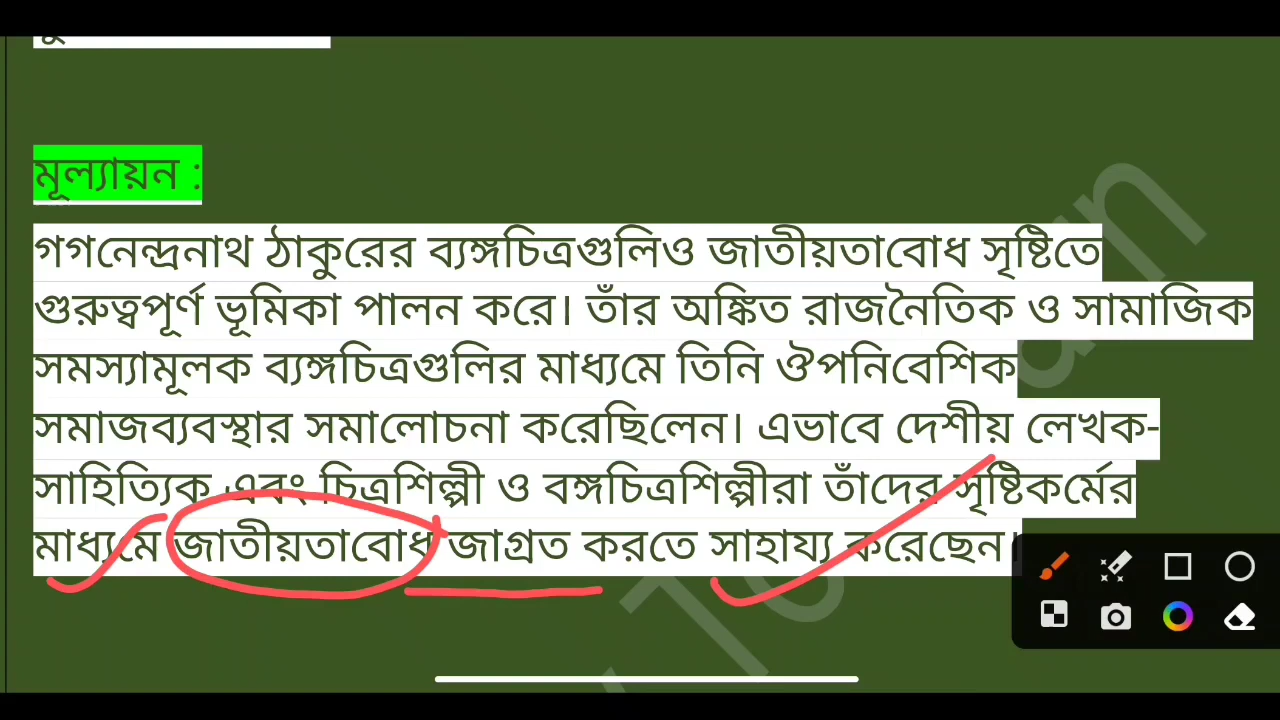 মূল্যায়ন :
গগনেন্দ্রনাথ ঠাকুরের ব্যঙ্গচিত্রগুলিও জাতীয়তাবোধ সৃষ্টিতে
গুরুত্বপূর্ণ ভূমিকা পালন করে। তাঁর অঙ্কিত রাজনৈতিক ও সামাজিক
সমস্যামূলক ব্যঙ্গচিত্রগুলির মাধ্যমে তিনি ঔপনিবেশিক
সমাজব্যবস্থার সমালোচনা করেছিলেন। এভাবে দেশীয় লেখক-
সাহিত্যিক এবং চিত্রশিল্পী ও বঙ্গচিত্রশিল্পীরা তাঁদের সৃষ্টিকর্মের
মাধ্যমে জাতীয়তাবোধ জাগ্রত করতে সাহায্য করেছেন।